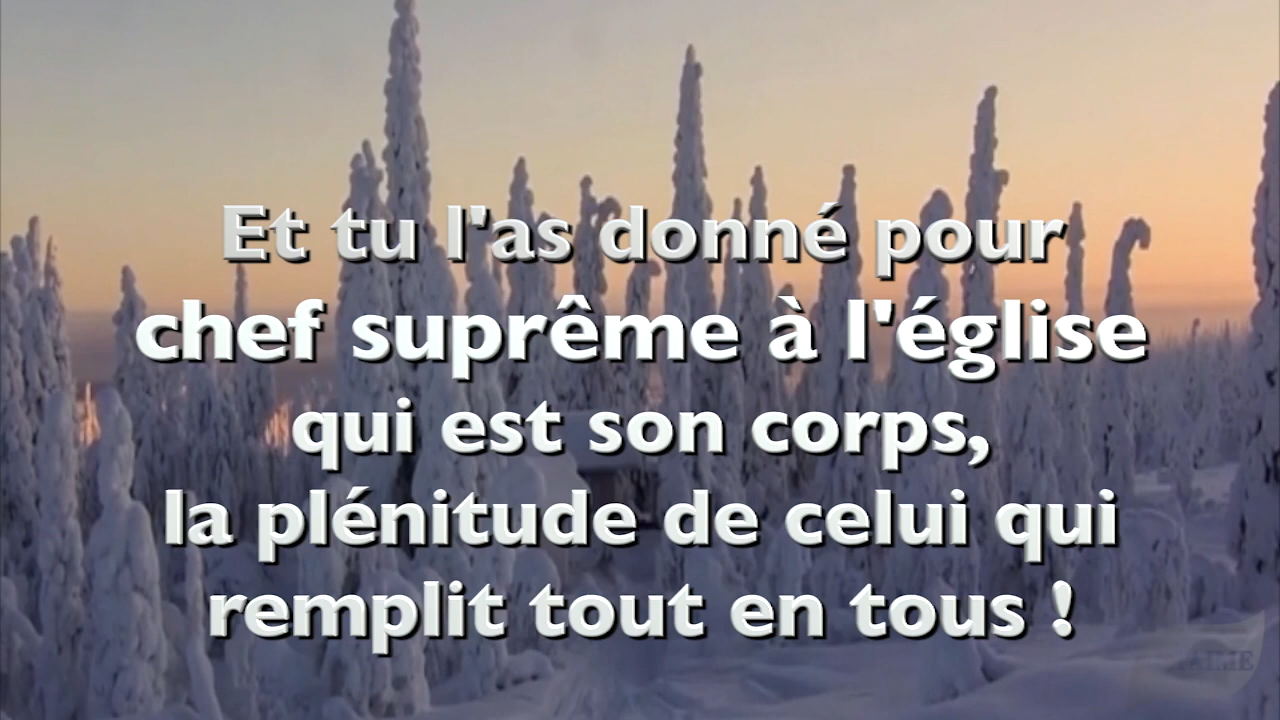 Et tu l'as donné pour
chef suprême à l'église
qui est son corps,
la plénitude de celui qui
remplit tout en tous !